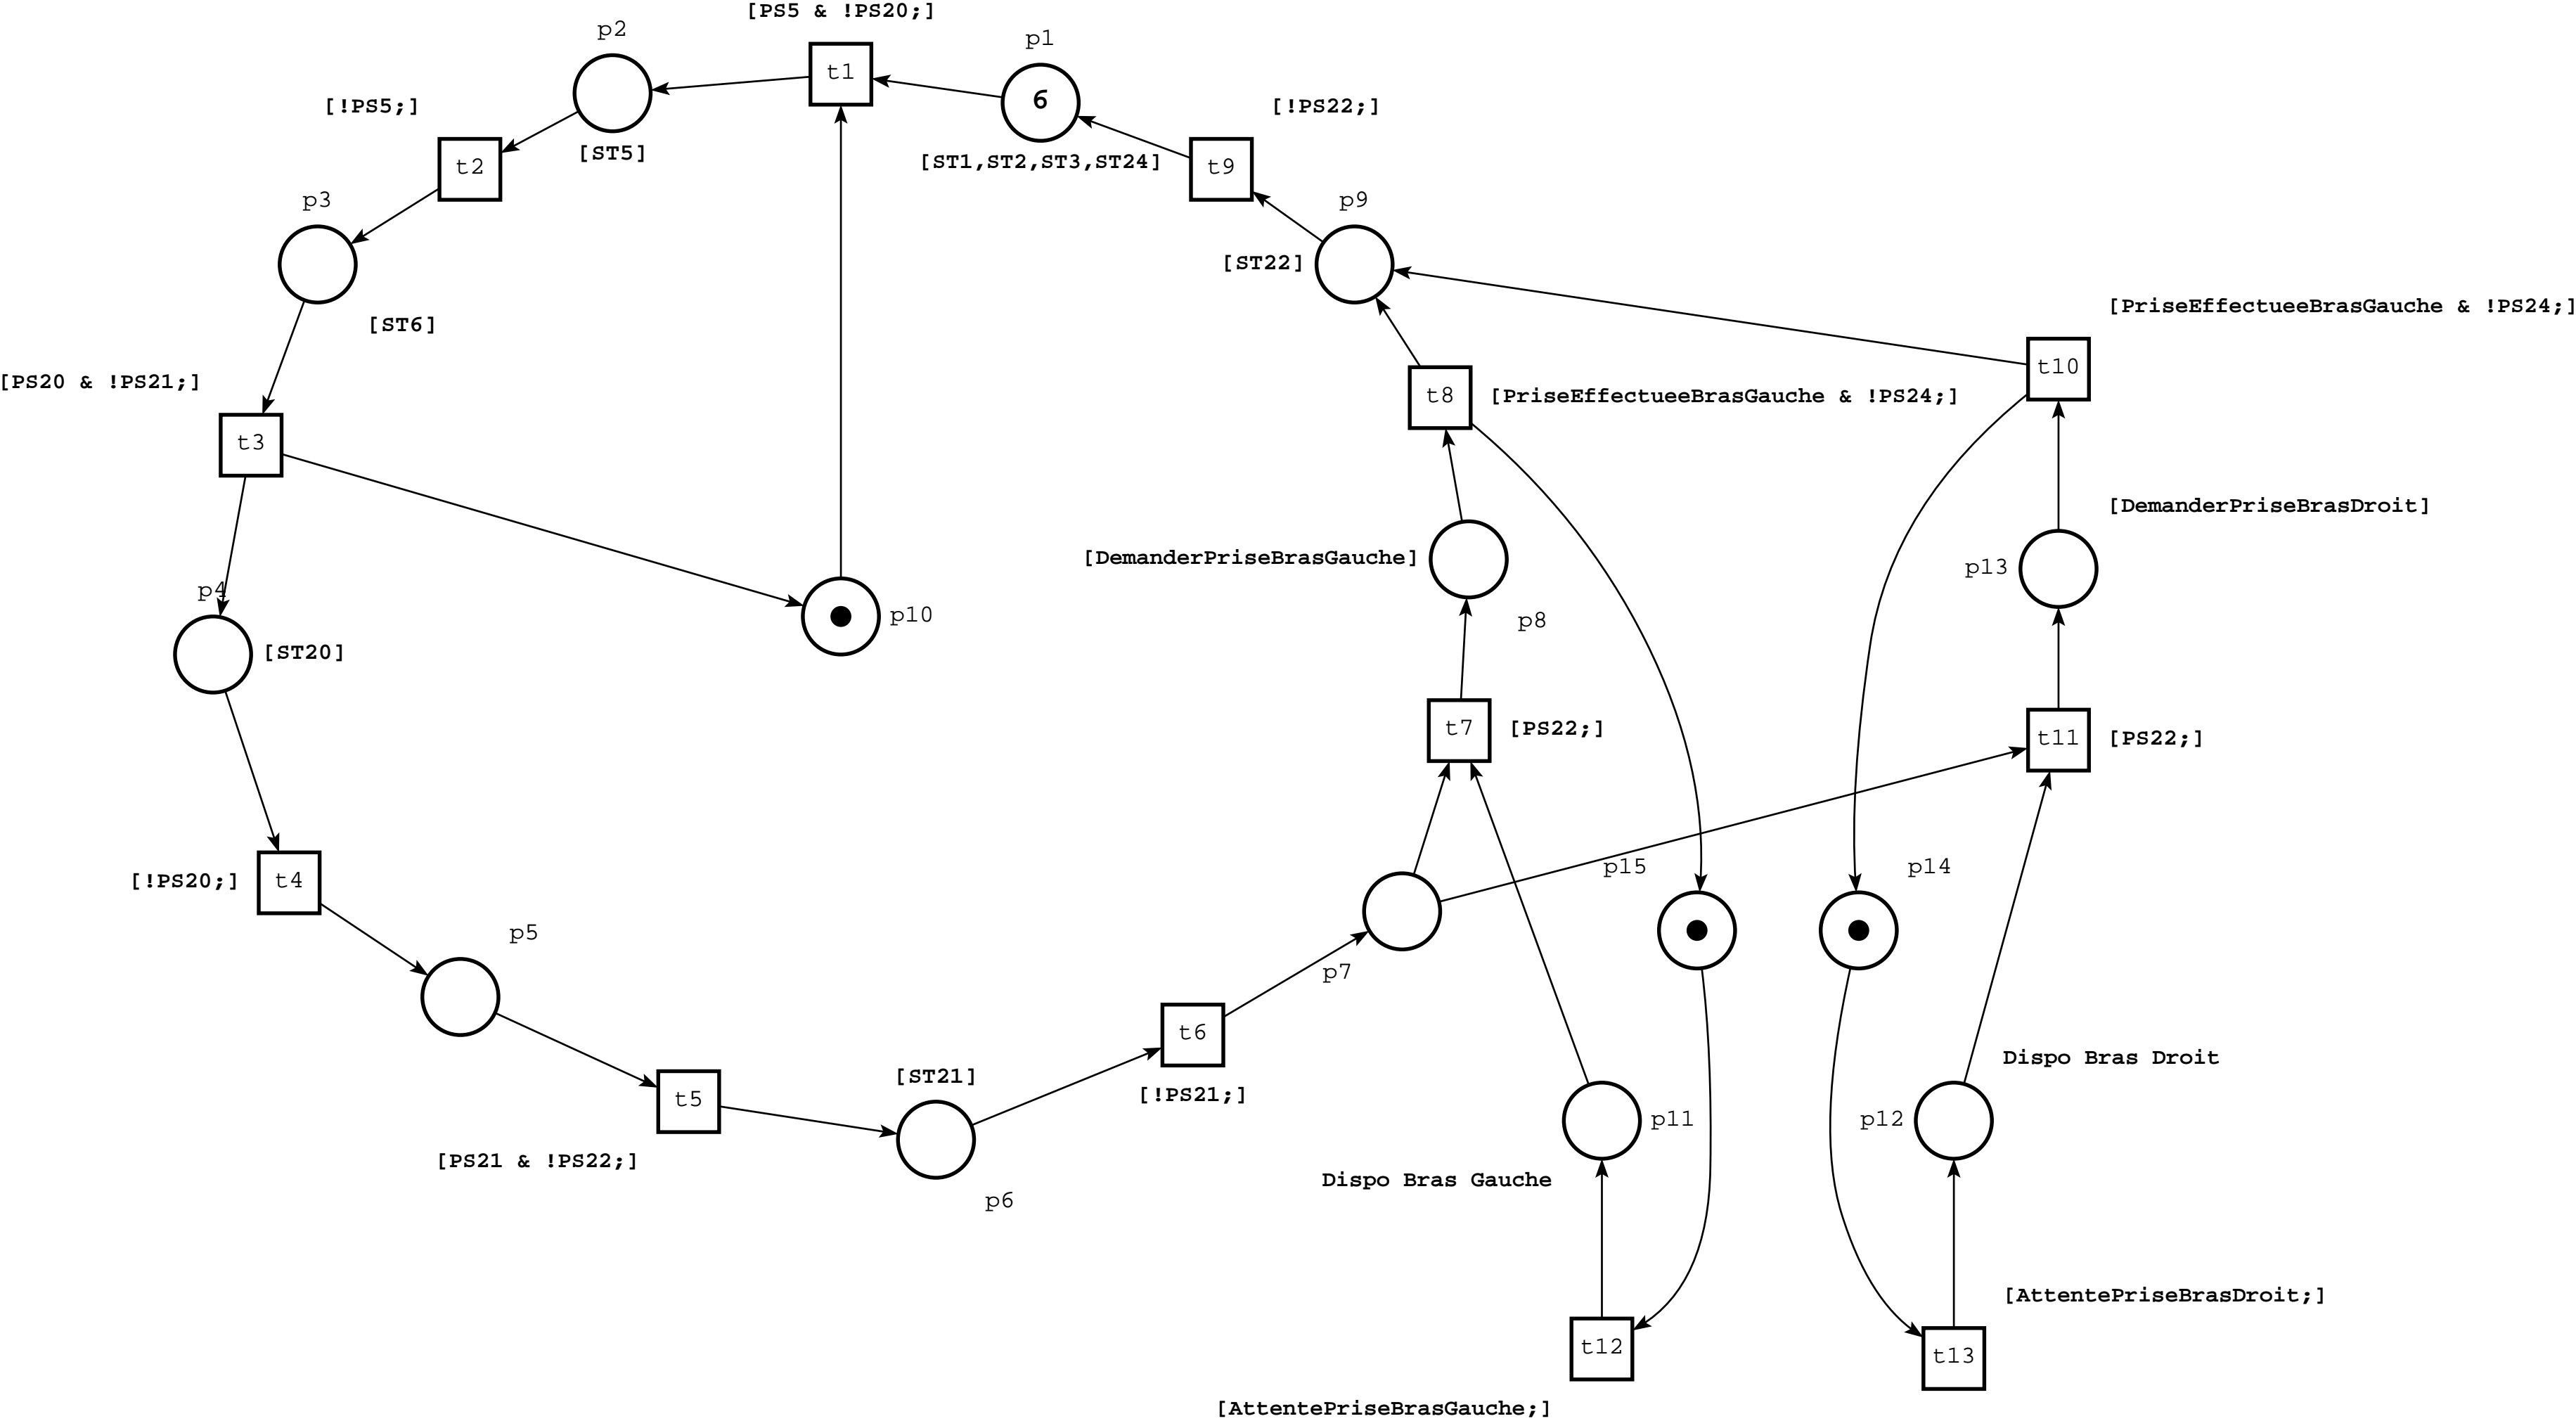 [PS5 & !PS20;]
p2
p1
t1
6
[!PS5;]
[!PS22;]
[ST5]
[ST1,ST2,ST3,ST24]
t2
t9
p3
p9
[ST22]
[ST6]
[PriseEffectueeBrasGauche & !PS24;]
t10
[PS20 & !PS21;]
t8
[PriseEffectueeBrasGauche & !PS24;]
t3
[DemanderPriseBrasDroit]
[DemanderPriseBrasGauche]
p13
p4
p10
p8
[ST20]
t7
[PS22;]
t11
[PS22;]
p15
p14
[!PS20;]
t4
p5
p7
t6
Dispo Bras Droit
[ST21]
[!PS21;]
t5
p11
p12
[PS21 & !PS22;]
Dispo Bras Gauche
p6
[AttentePriseBrasDroit;]
t12
t13
[AttentePriseBrasGauche;]